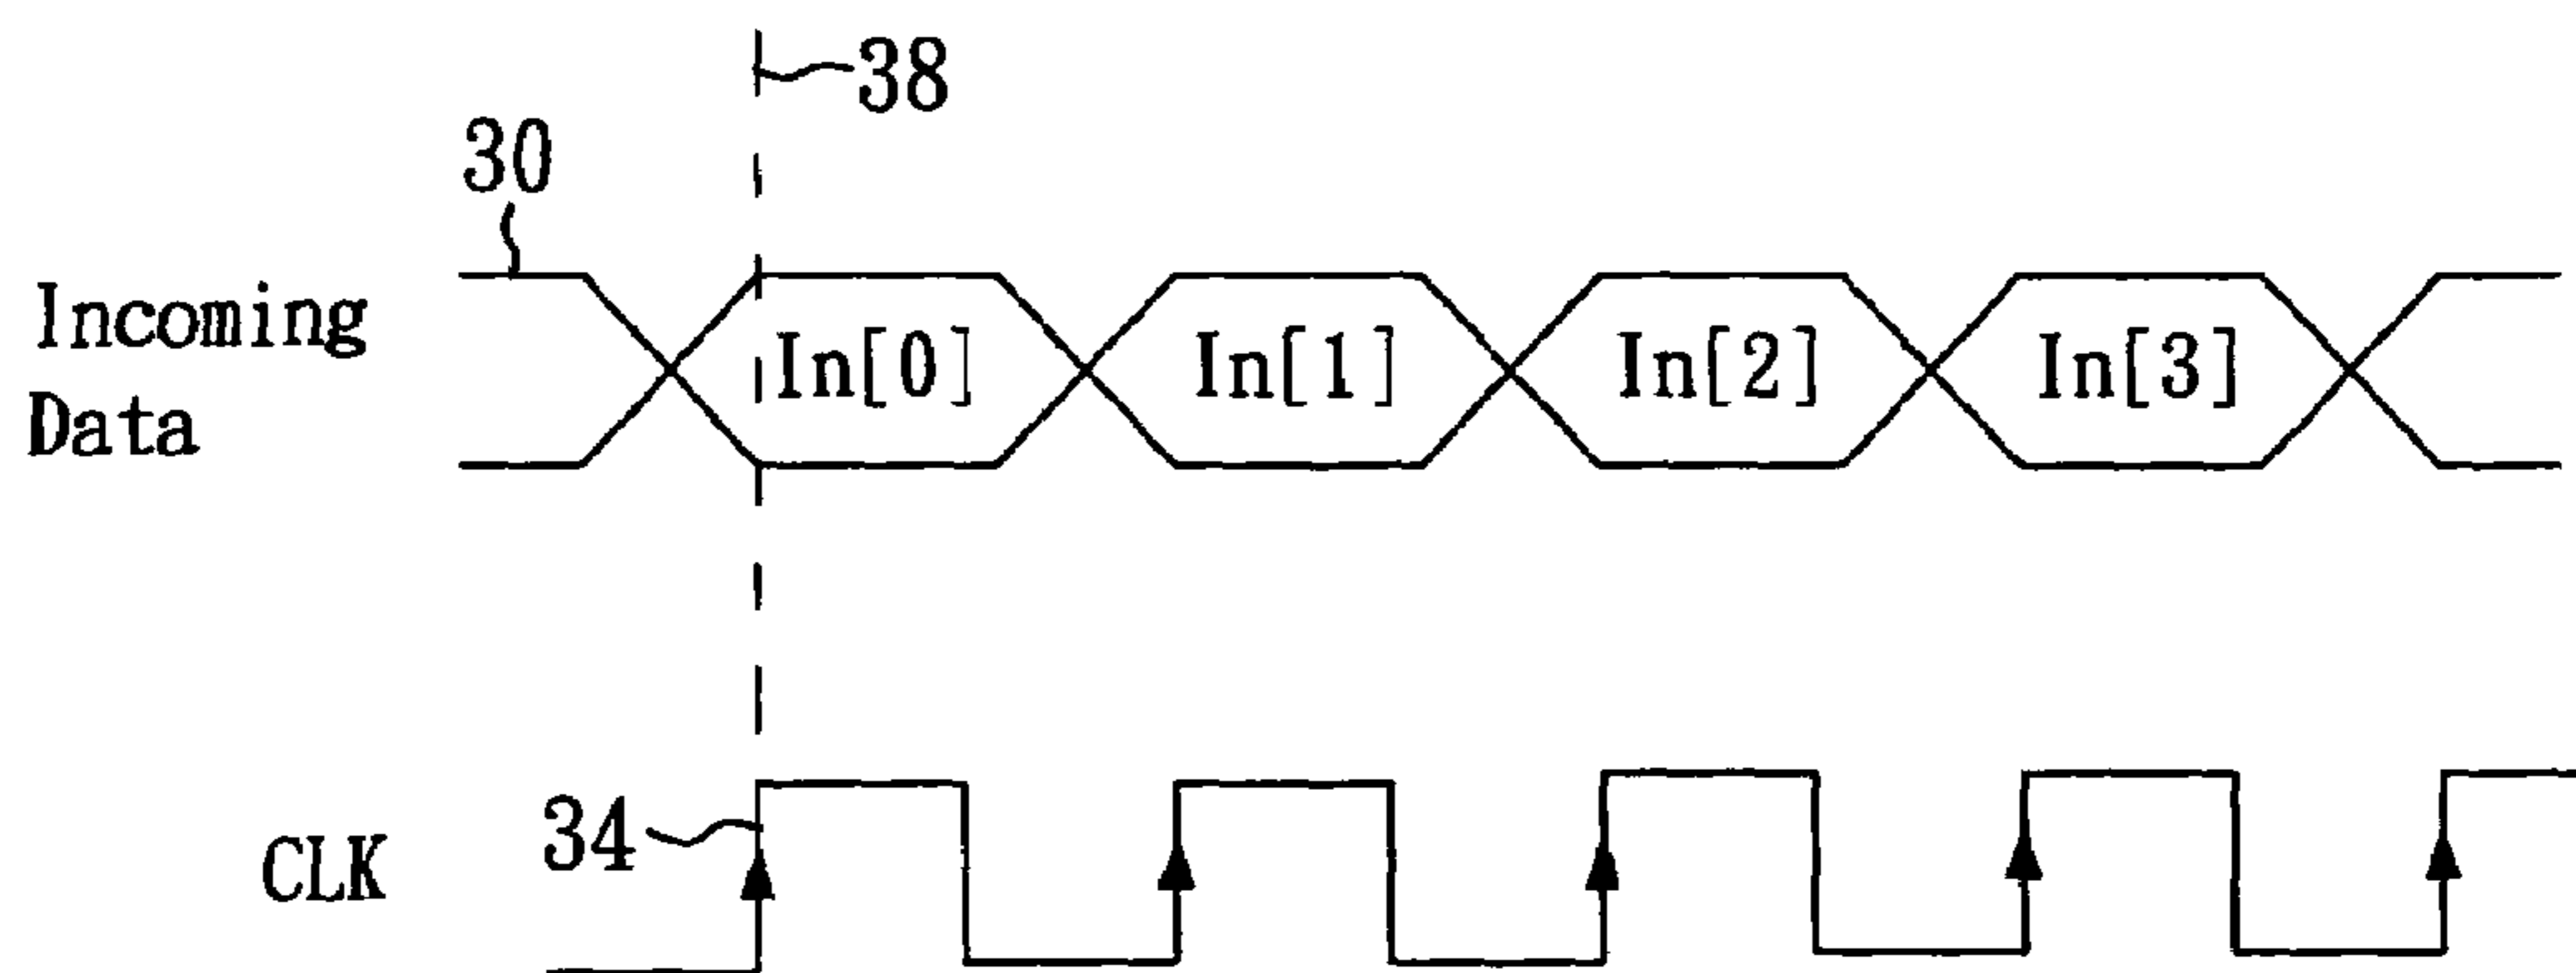 38
30
Incoming
Data
In[0]
In[1]
In[2]
In[3]
34
CLK